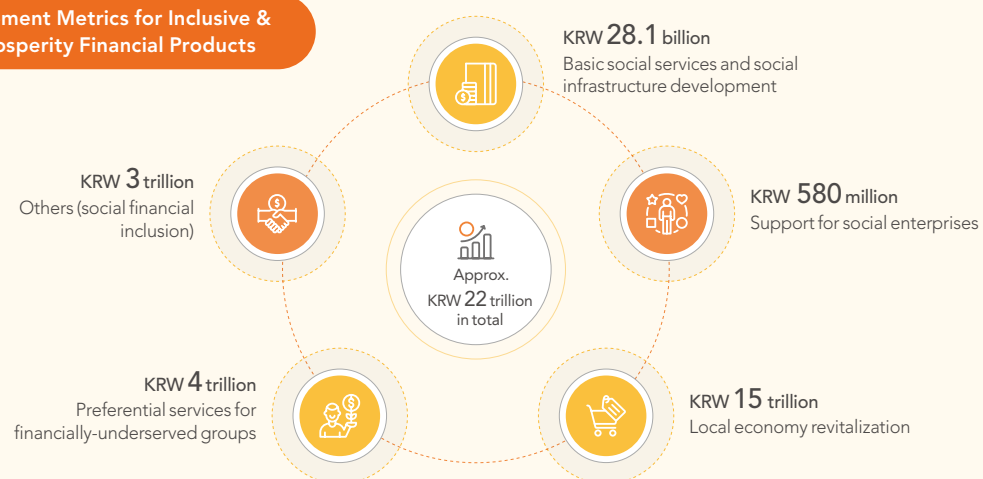 Metrics for Inclusive &
Financial Products
KRW 28.1 billion
Basic social services and social
infrastructure development
KRW 580 million
Support for social enterprises
KRW 15 trillion
Local economy revitalization
KRW 4 trillion
Preferential services for
financially-underserved groups
KRW 3 trillion
Others (social financial
inclusion)
Approx.
KRW 22 trillion
in total